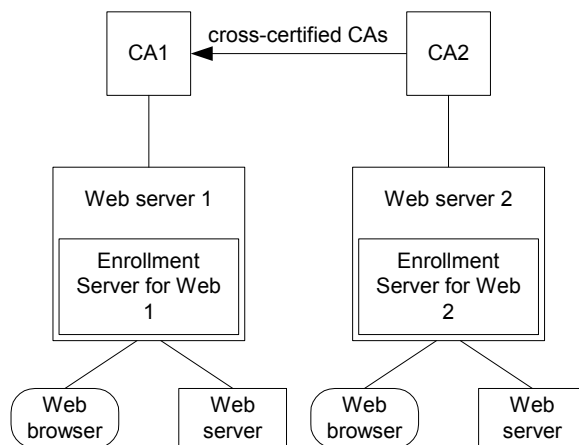 cross-certified CAs
CA1
CA2
Web server 1
Web server 2
Enrollment
Server for Web
1
Enrollment
Server for Web
2
Web
browser
Web
server
Web
browser
Web
server